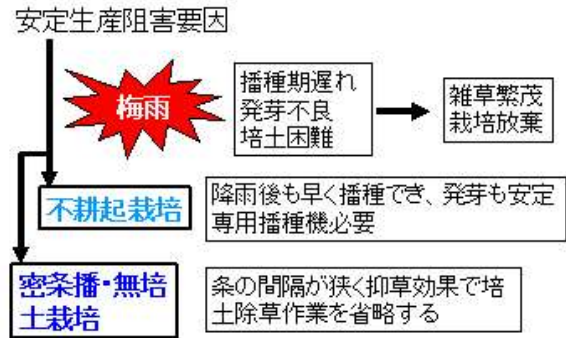 安定生産阻害要因
梅雨
播種期遅れ
発芽不良
培土困難
雑草繁茂
栽培放棄
不耕起栽培
降雨後も早く播種でき、発芽も安定
専用播種機必要
密条播・無培
土栽培
条の間隔が狭く抑草効果で培
土除草作業を省略する